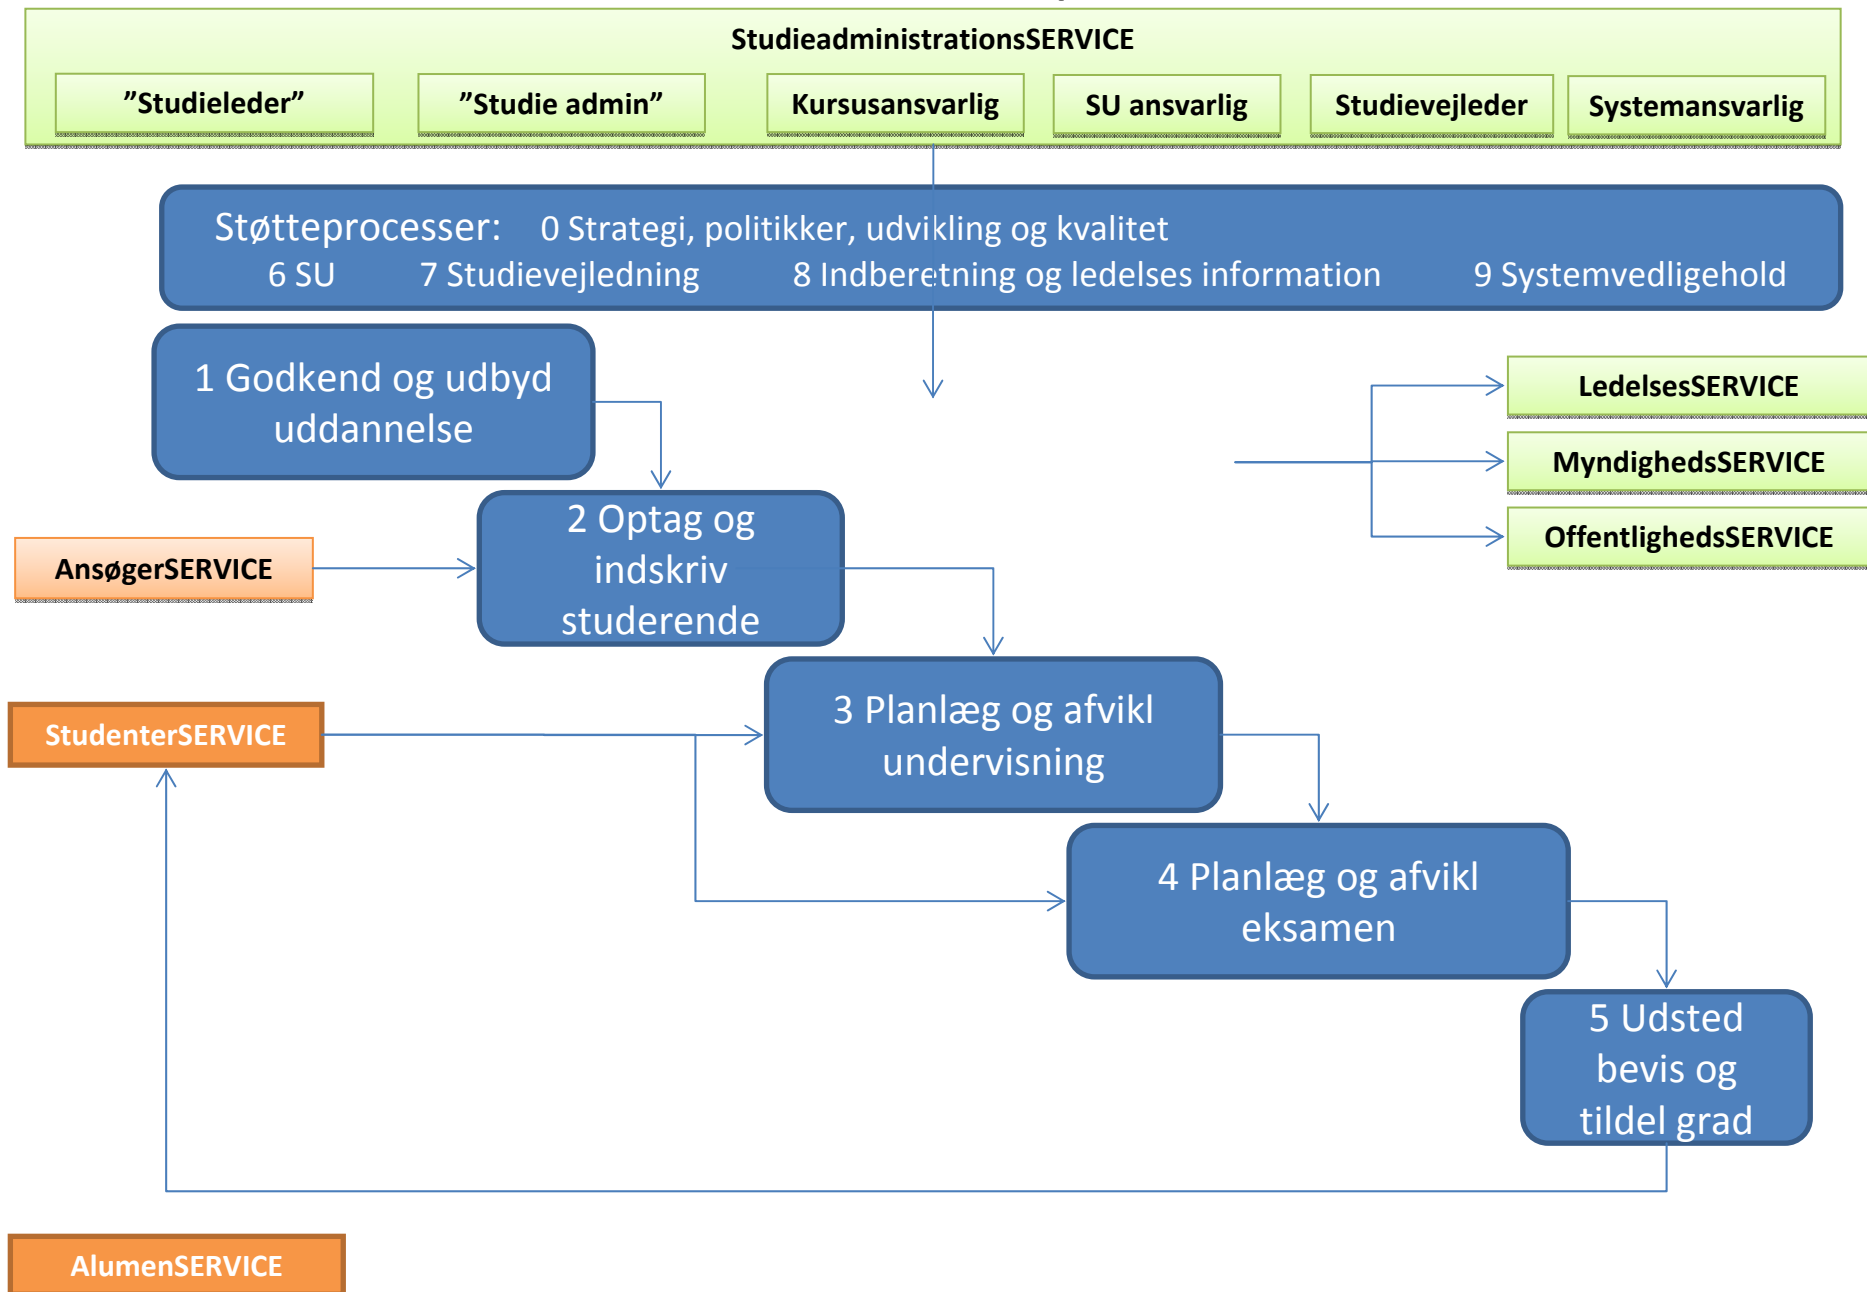 StudieadministrationsSERVICE
”Studieleder”
”Studie admin”
Kursusansvarlig
SU ansvarlig
Studievejleder
Systemansvarlig
Støtteprocesser: 0 Strategi, politikker, udvikling og kvalitet
6 SU 7 Studievejledning 8 Indberetning og ledelses information 9 Systemvedligehold
1 Godkend og udbyd
uddannelse
LedelsesSERVICE
MyndighedsSERVICE
OffentlighedsSERVICE
2 Optag og
indskriv
studerende
AnsøgerSERVICE
StudenterSERVICE
3 Planlæg og afvikl
undervisning
4 Planlæg og afvikl
eksamen
5 Udsted
bevis og
tildel grad
AlumenSERVICE